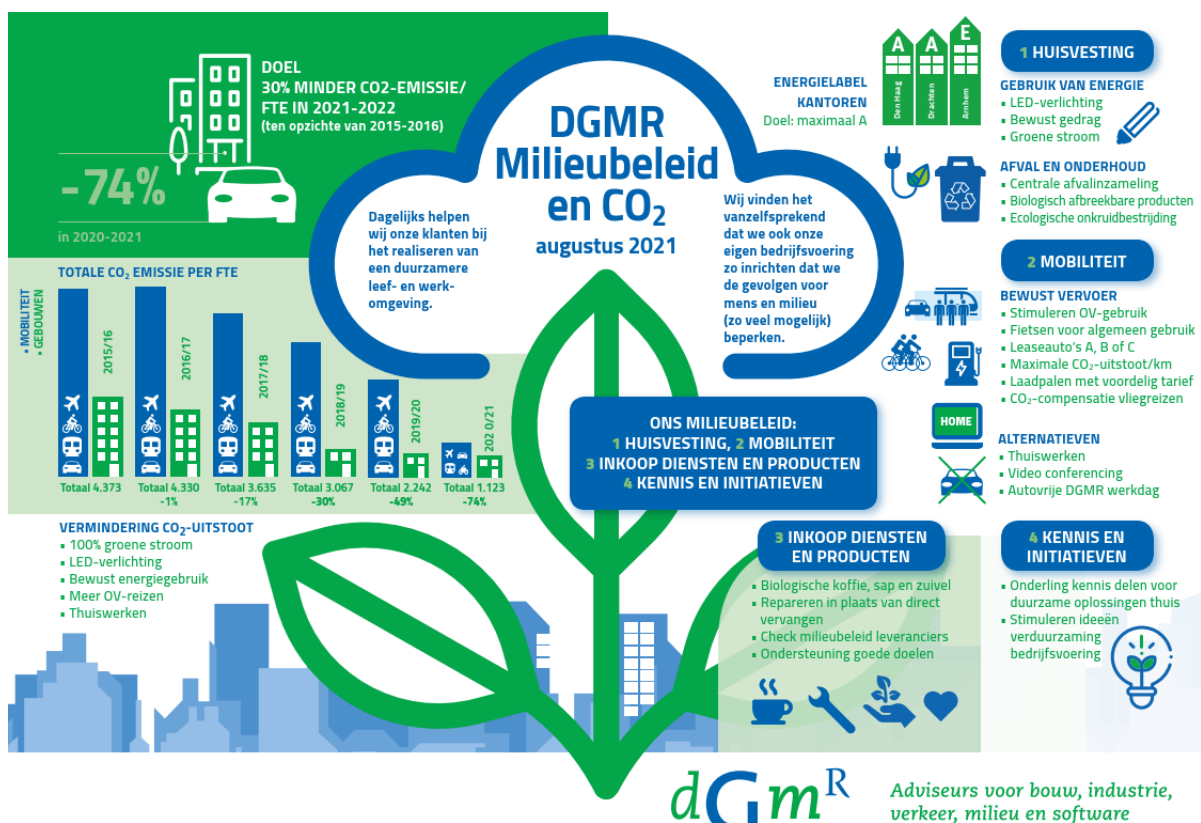 DOEL
30% MINDER CO2-EMISSIE/
FTE IN 2021-2022
(ten opzichte van 2015-2016)
-74%
in 2020-2021
DGMR
Milieubeleid
en CO₂
augustus 2021
Dagelijks helpen
wij onze klanten bij
het realiseren van
een duurzamere
leef- en werk-
omgeving.
Wij vinden het
vanzelfsprekend
dat we ook onze
eigen bedrijfsvoering
zo inrichten dat we
de gevolgen voor
mens en milieu
(zo veel mogelijk)
beperken.
TOTALE CO₂ EMISSIE PER FTE
▪ MOBILITEIT
▪ GEBOUWEN
2015/16
2016/17
2017/18
2018/19
2019/20
202 0/21
Totaal 4.373
Totaal 4.330
-1%
Totaal 3.635
-17%
Totaal 3.067
-30%
Totaal 2.242
-49%
Totaal 1.123
-74%
VERMINDERING CO₂-UITSTOOT
▪ 100% groene stroom
▪ LED-verlichting
▪ Bewust energiegebruik
▪ Meer OV-reizen
▪ Thuiswerken
ONS MILIEUBELEID:
1 HUISVESTING, 2 MOBILITEIT
3 INKOOP DIENSTEN EN PRODUCTEN
4 KENNIS EN INITIATIEVEN
ENERGIELABEL
KANTOREN
Doel: maximaal A
A
Den Haag
A
Drachten
E
Arnhem
1 HUISVESTING
GEBRUIK VAN ENERGIE
▪ LED-verlichting
▪ Bewust gedrag
▪ Groene stroom
AFVAL EN ONDERHOUD
▪ Centrale afvalinzameling
▪ Biologisch afbreekbare producten
▪ Ecologische onkruidbestrijding
2 MOBILITEIT
BEWUST VERVOER
▪ Stimuleren OV-gebruik
▪ Fietsen voor algemeen gebruik
▪ Leaseauto's A, B of C
▪ Maximale CO₂-uitstoot/km
▪ Laadpalen met voordelig tarief
▪ CO₂-compensatie vliegreizen
HOME
ALTERNATIEVEN
▪ Thuiswerken
▪ Video conferencing
▪ Autovrije DGMR werkdag
3 INKOOP DIENSTEN
EN PRODUCTEN
▪ Biologische koffie, sap en zuivel
▪ Repareren in plaats van direct
vervangen
▪ Check milieubeleid leveranciers
▪ Ondersteuning goede doelen
4 KENNIS EN
INITIATIEVEN
▪ Onderling kennis delen voor
duurzame oplossingen thuis
▪ Stimuleren ideeën
verduurzaming
bedrijfsvoering
dGmR
Adviseurs voor bouw, industrie,
verkeer, milieu en software